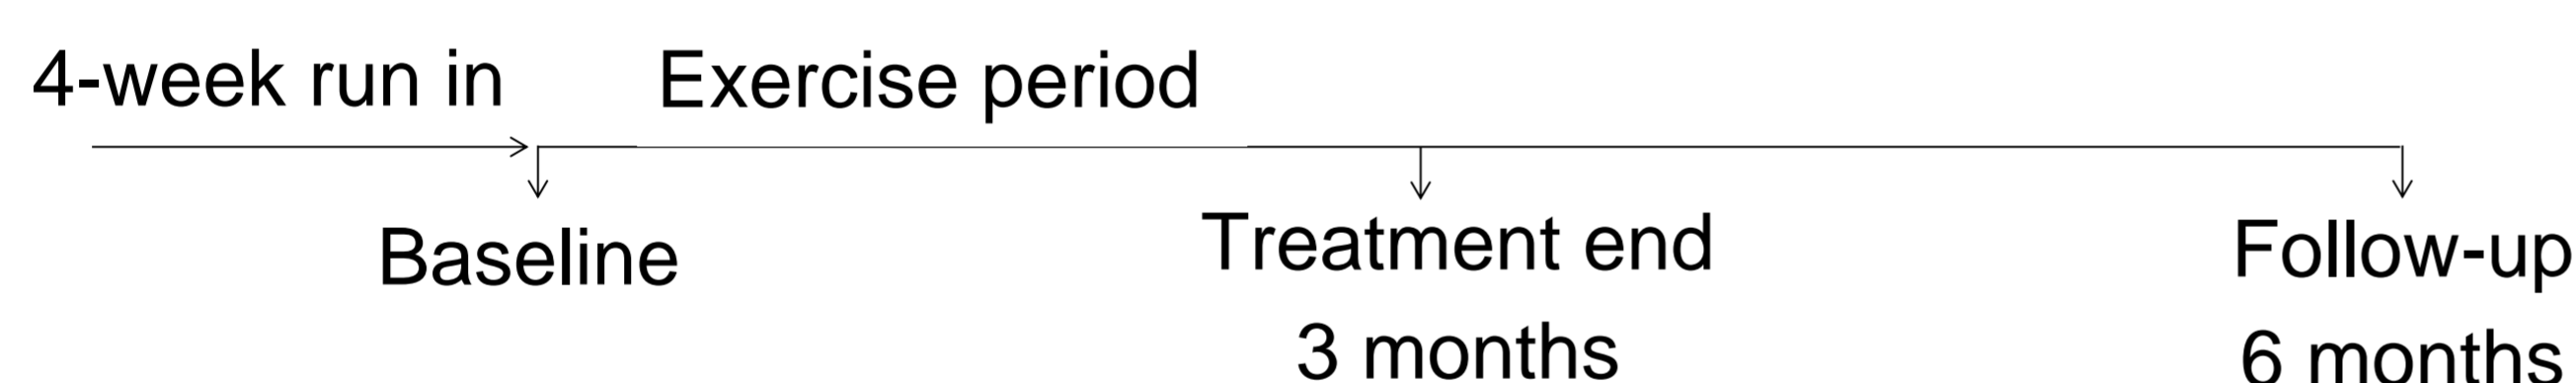 4-week run in
Exercise period
Baseline
Treatment end
3 months
Follow-up
6 months